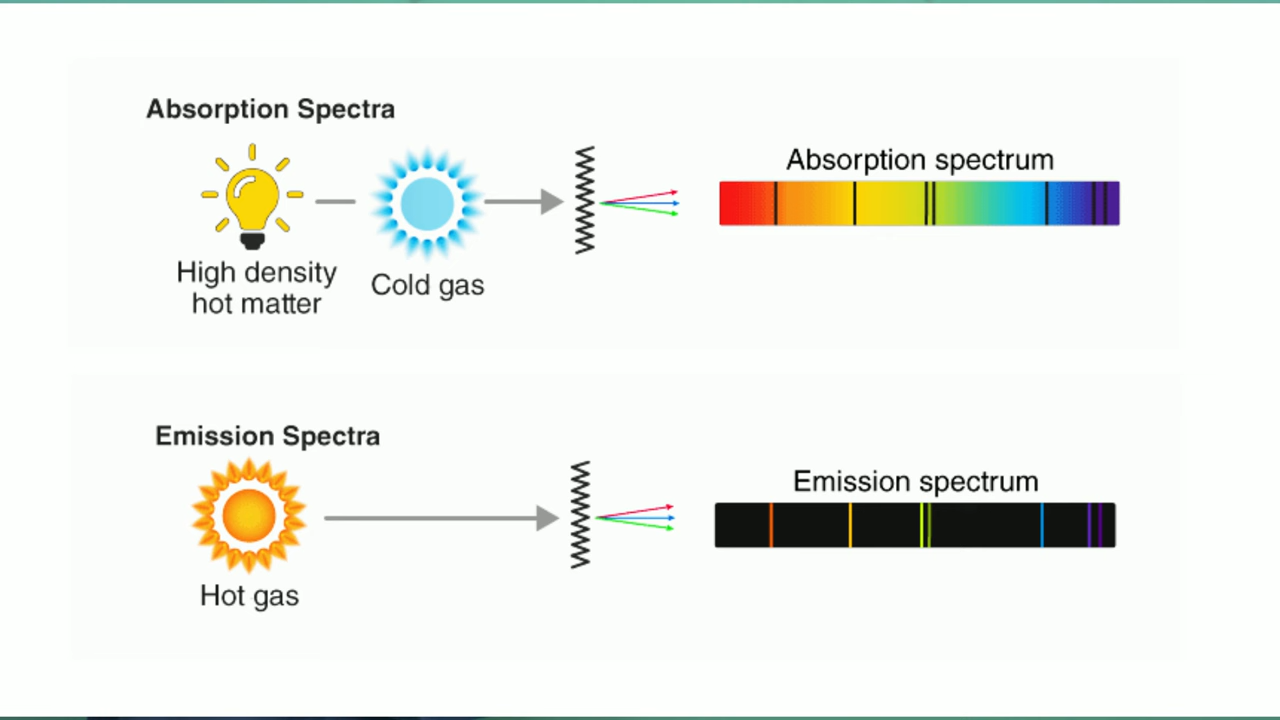 Absorption Spectra
High density
hot matter
Cold gas
Absorption spectrum
Emission Spectra
Hot gas
Emission spectrum